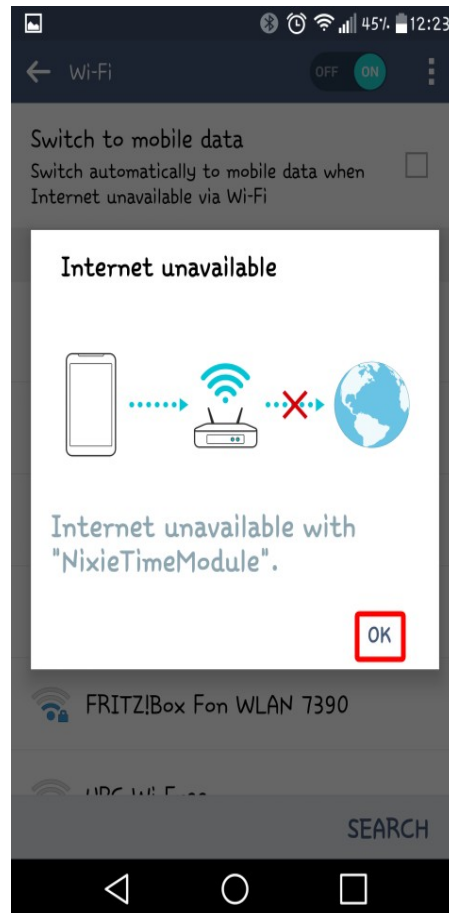 45% 12:23
Wi-Fi OFF ON
Switch to mobile data
Switch automatically to mobile data when
Internet unavailable via Wi-Fi
Internet unavailable
Internet unavailable with
"NixieTimeModule".
OK
FRITZ!Box Fon WLAN 7390
SEARCH